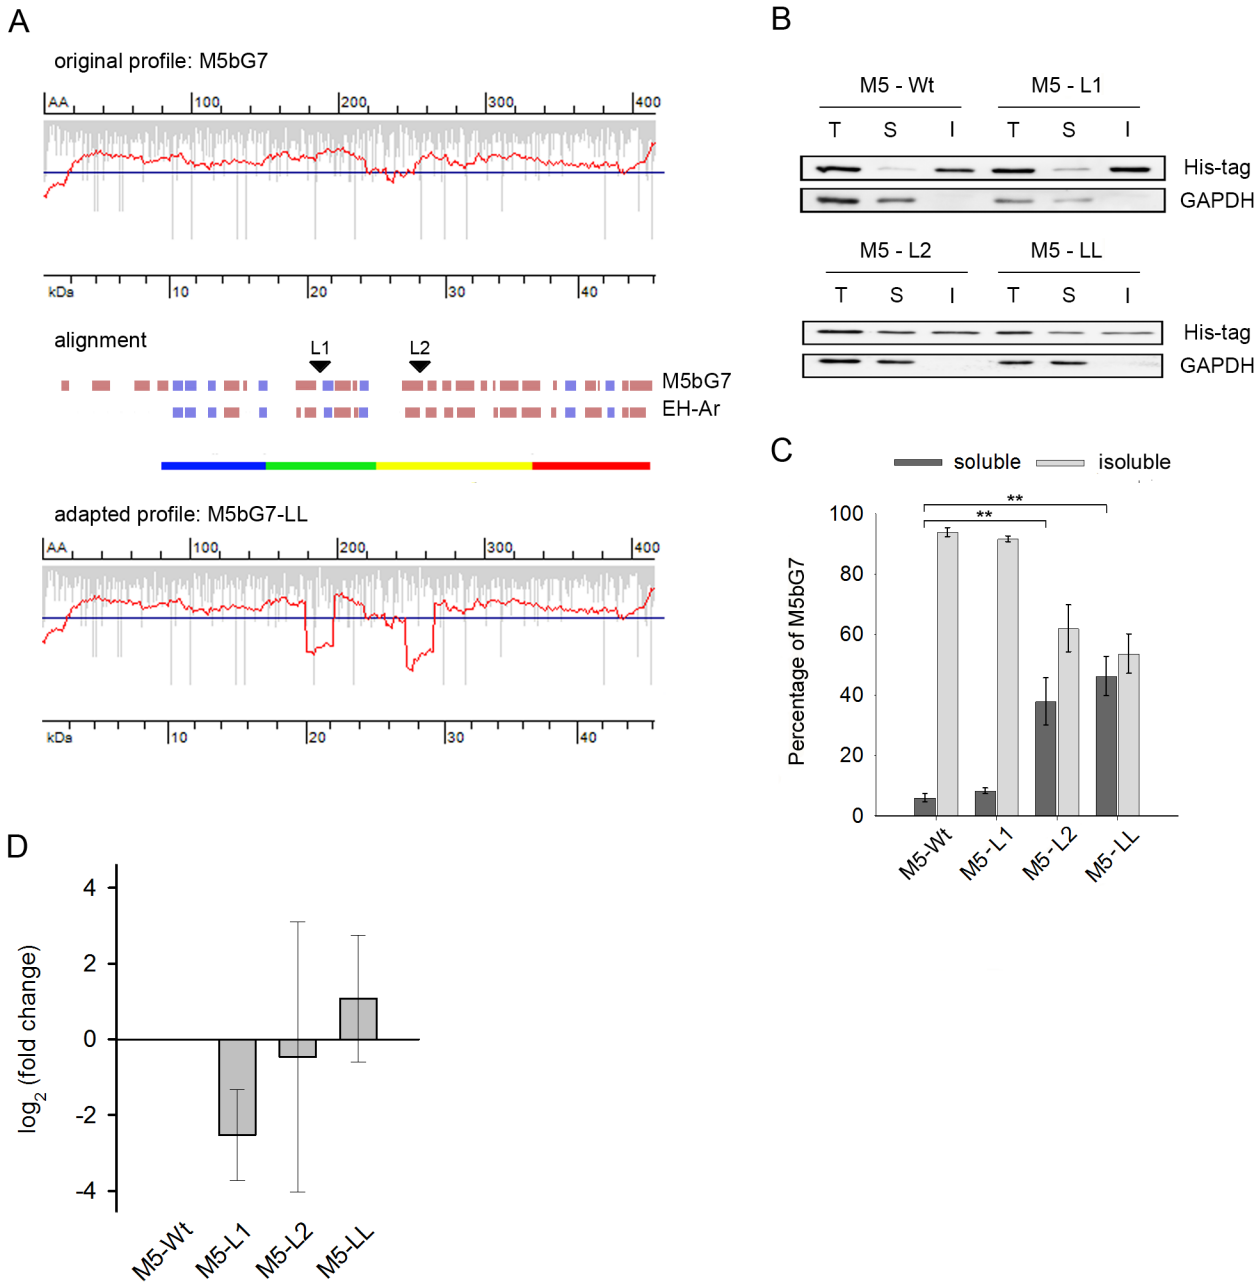 A
original profile: M5bG7
AA 100 200 300 400
kDa 10 20 30 40
alignment
L1 L2
M5bG7
EH-Ar
adapted profile: M5bG7-LL
AA 100 200 300 400
kDa 10 20 30 40
B
M5 - Wt M5 - L1
T S I T S I
His-tag
GAPDH
M5 - L2 M5 - LL
T S I T S I
His-tag
GAPDH
C
soluble isoluble
**
**
Percentage of M5bG7
100
80
60
40
20
0
M5-Wt M5-L1 M5-L2 M5-LL
D
log2 (fold change)
4
2
0
-2
-4
M5-Wt M5-L1 M5-L2 M5-LL